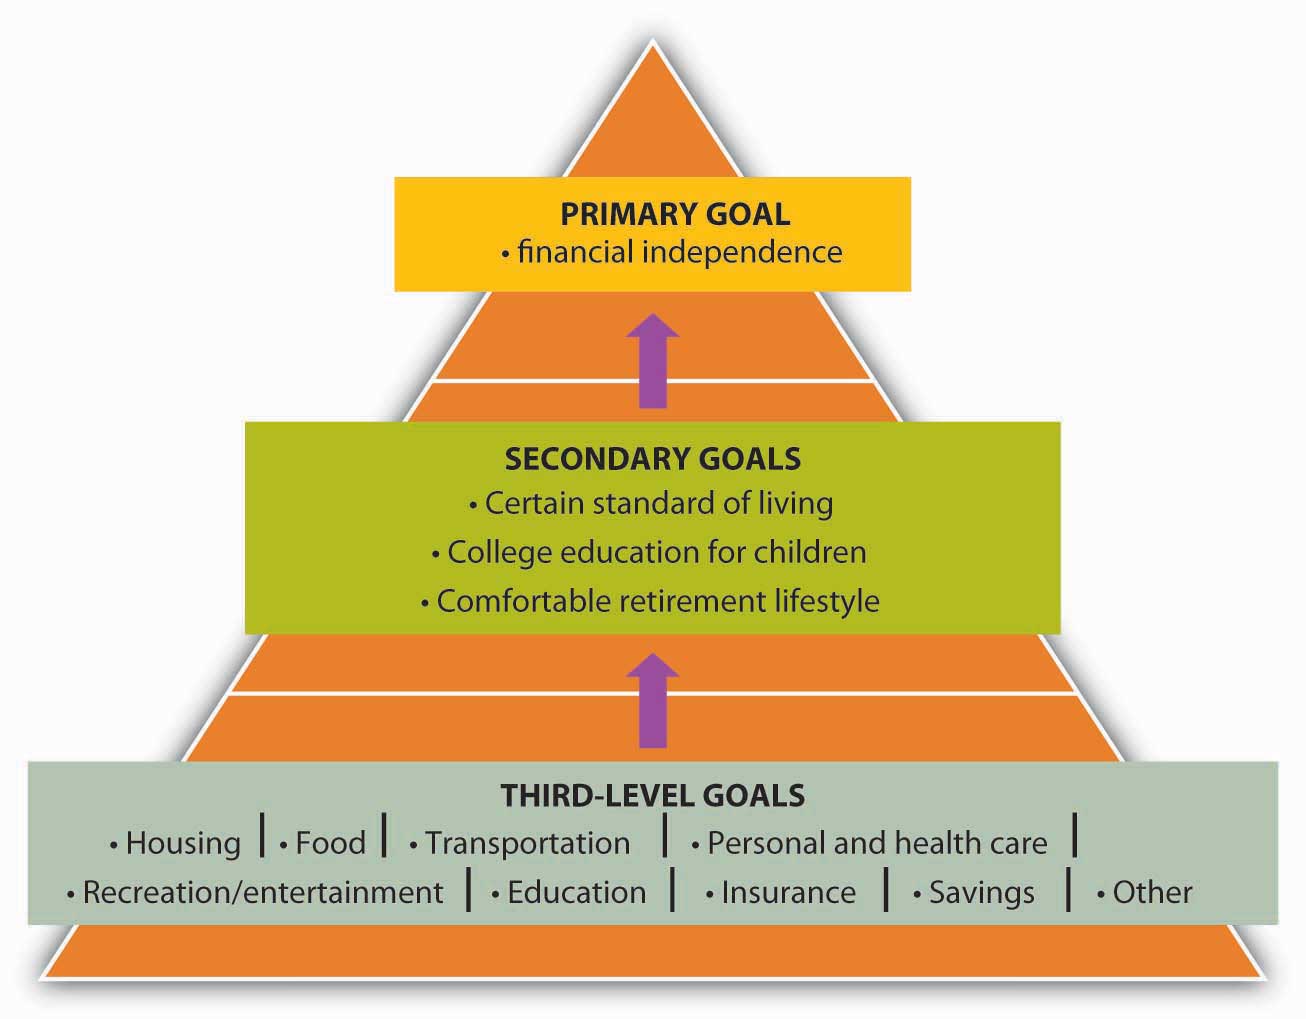 PRIMARY GOAL
• financial independence
SECONDARY GOALS
• Certain standard of living
• College education for children
• Comfortable retirement lifestyle
THIRD-LEVEL GOALS
• Housing | • Food | • Transportation | • Personal and health care |
• Recreation/entertainment | • Education | • Insurance | • Savings | • Other